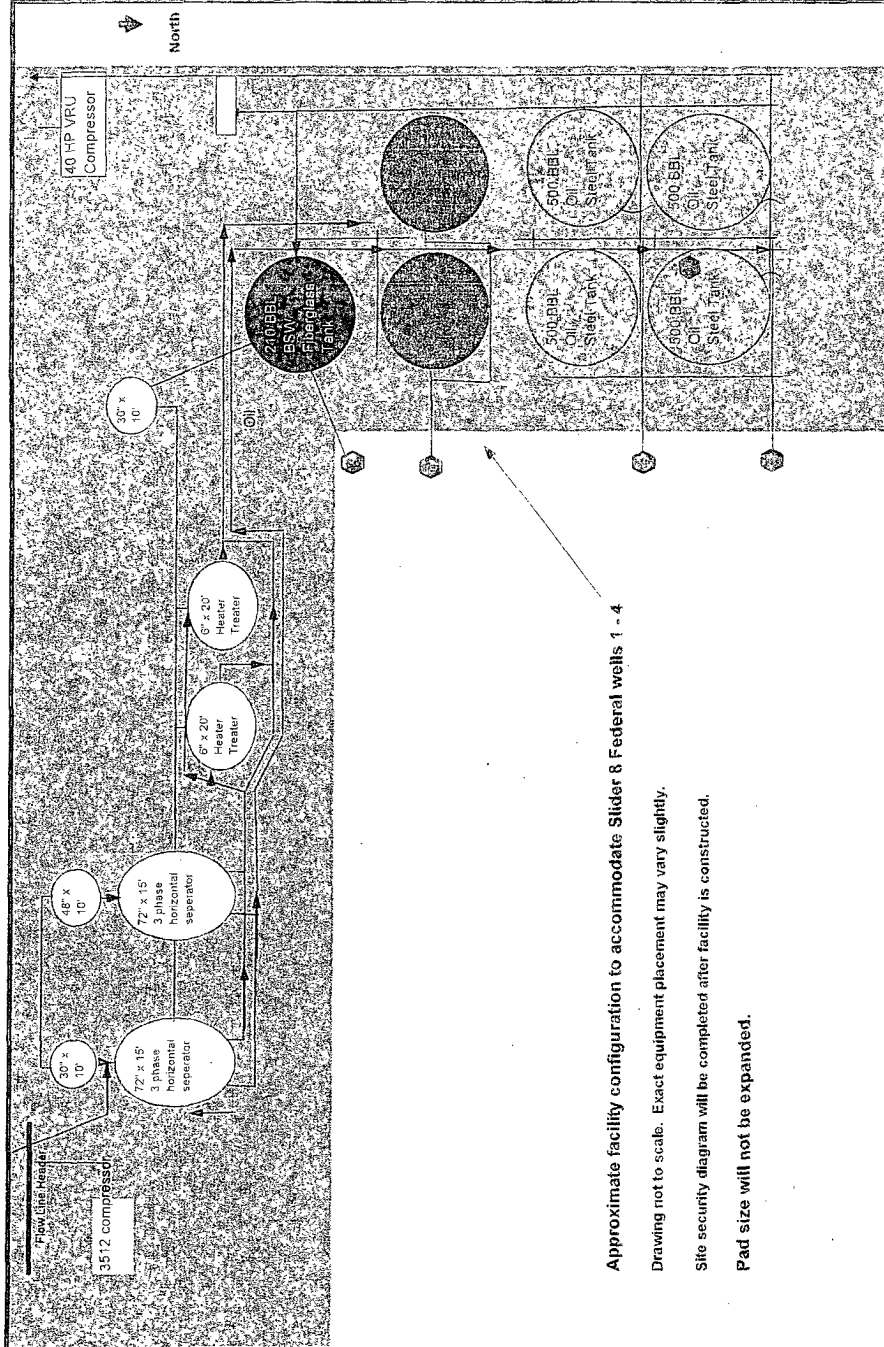 North
40 HP VRU
Compressor
Flow Line Header
3512 compressor
30" x
10'
48" x
10'
72" x 15'
3 phase
horizontal
seperator
72" x 15'
3 phase
horizontal
seperator
6" x 20'
Heater
Treater
6" x 20'
Heater
Treater
30" x
10'
Oil
BSW
Fiberglass
Tank
500 BBL
Oil
Steel Tank
500 BBL
Oil
Steel Tank
500 BBL
Oil
Steel Tank
500 BBL
Oil
Steel Tank
Approximate facility configuration to accommodate Slider 8 Federal wells 1 - 4
Drawing not to scale. Exact equipment placement may vary slightly.
Site security diagram will be completed after facility is constructed.
Pad size will not be expanded.